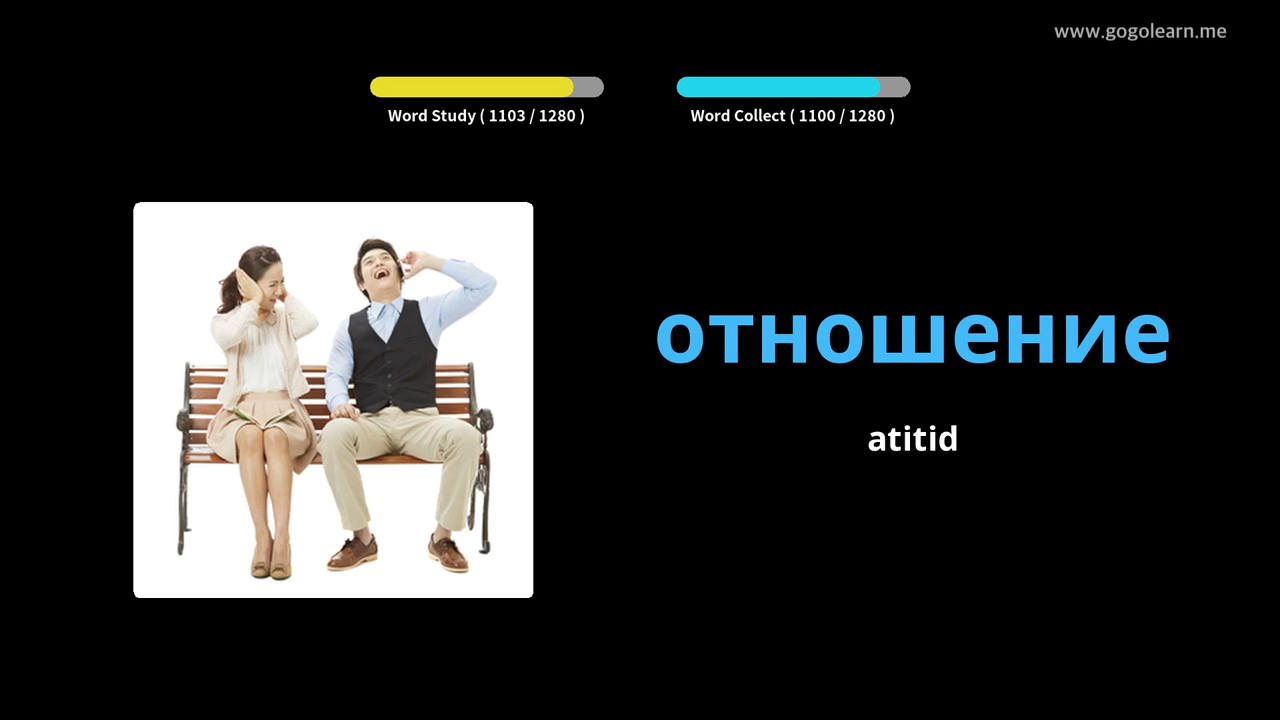 www.gogolearn.me
Word Study ( 1103 / 1280 )
Word Collect ( 1100 / 1280 )
отношение
atitid